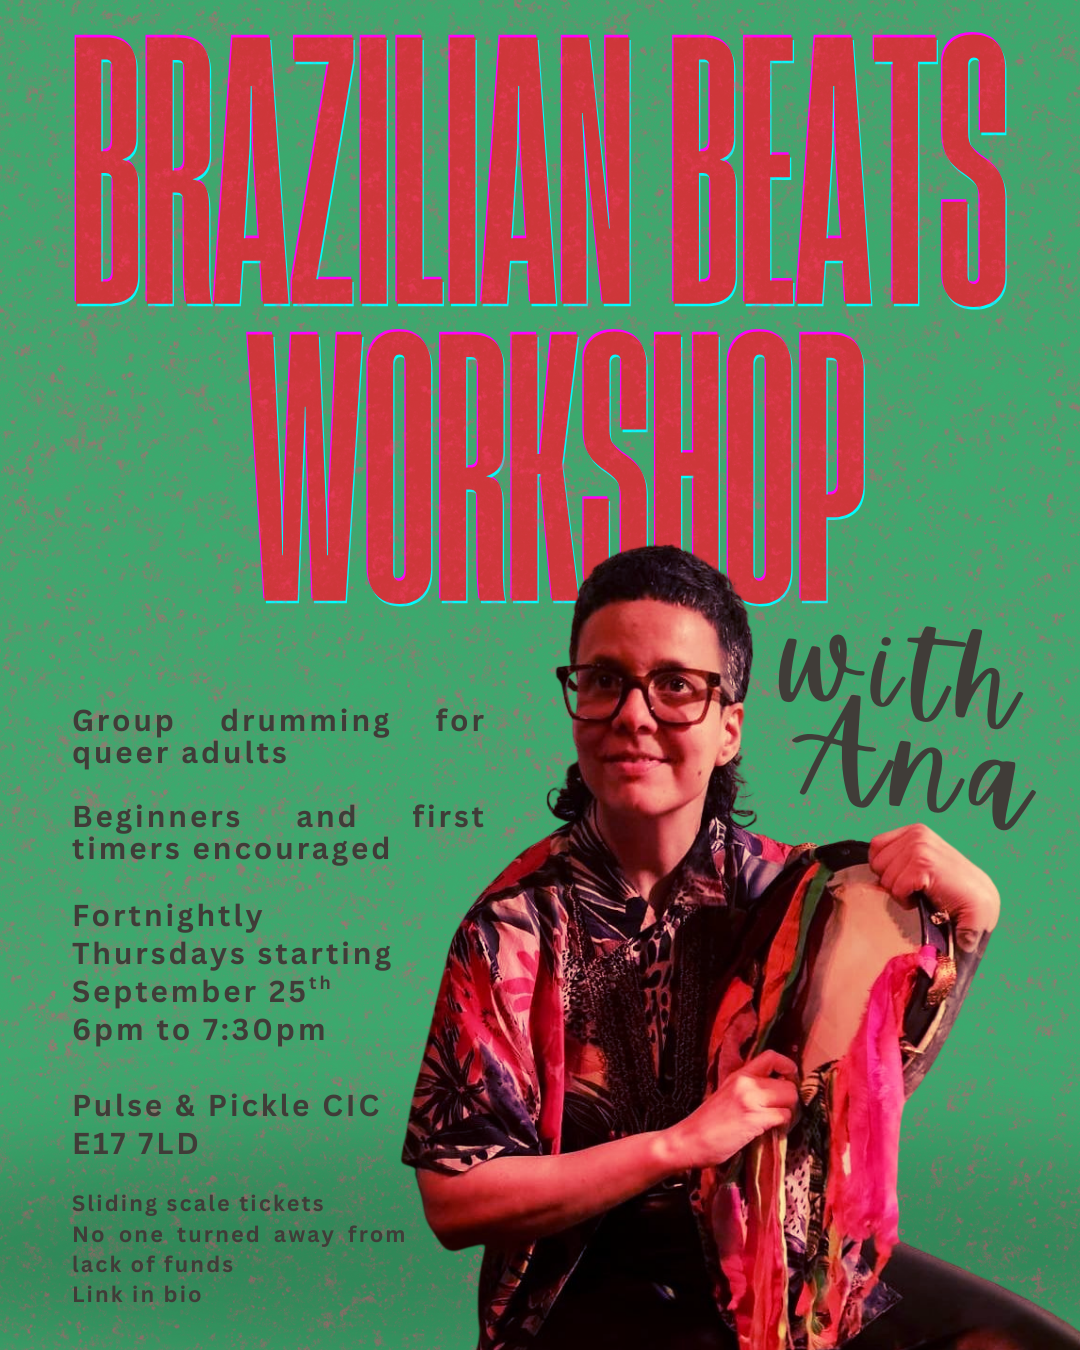 BRAZILIAN BEATS
WORKSHOP
with
Ana
Group drumming for
queer adults
Beginners and first
timers encouraged
Fortnightly
Thursdays starting
September 25th
6pm to 7:30pm
Pulse & Pickle CIC
E17 7LD
Sliding scale tickets
No one turned away from
lack of funds
Link in bio